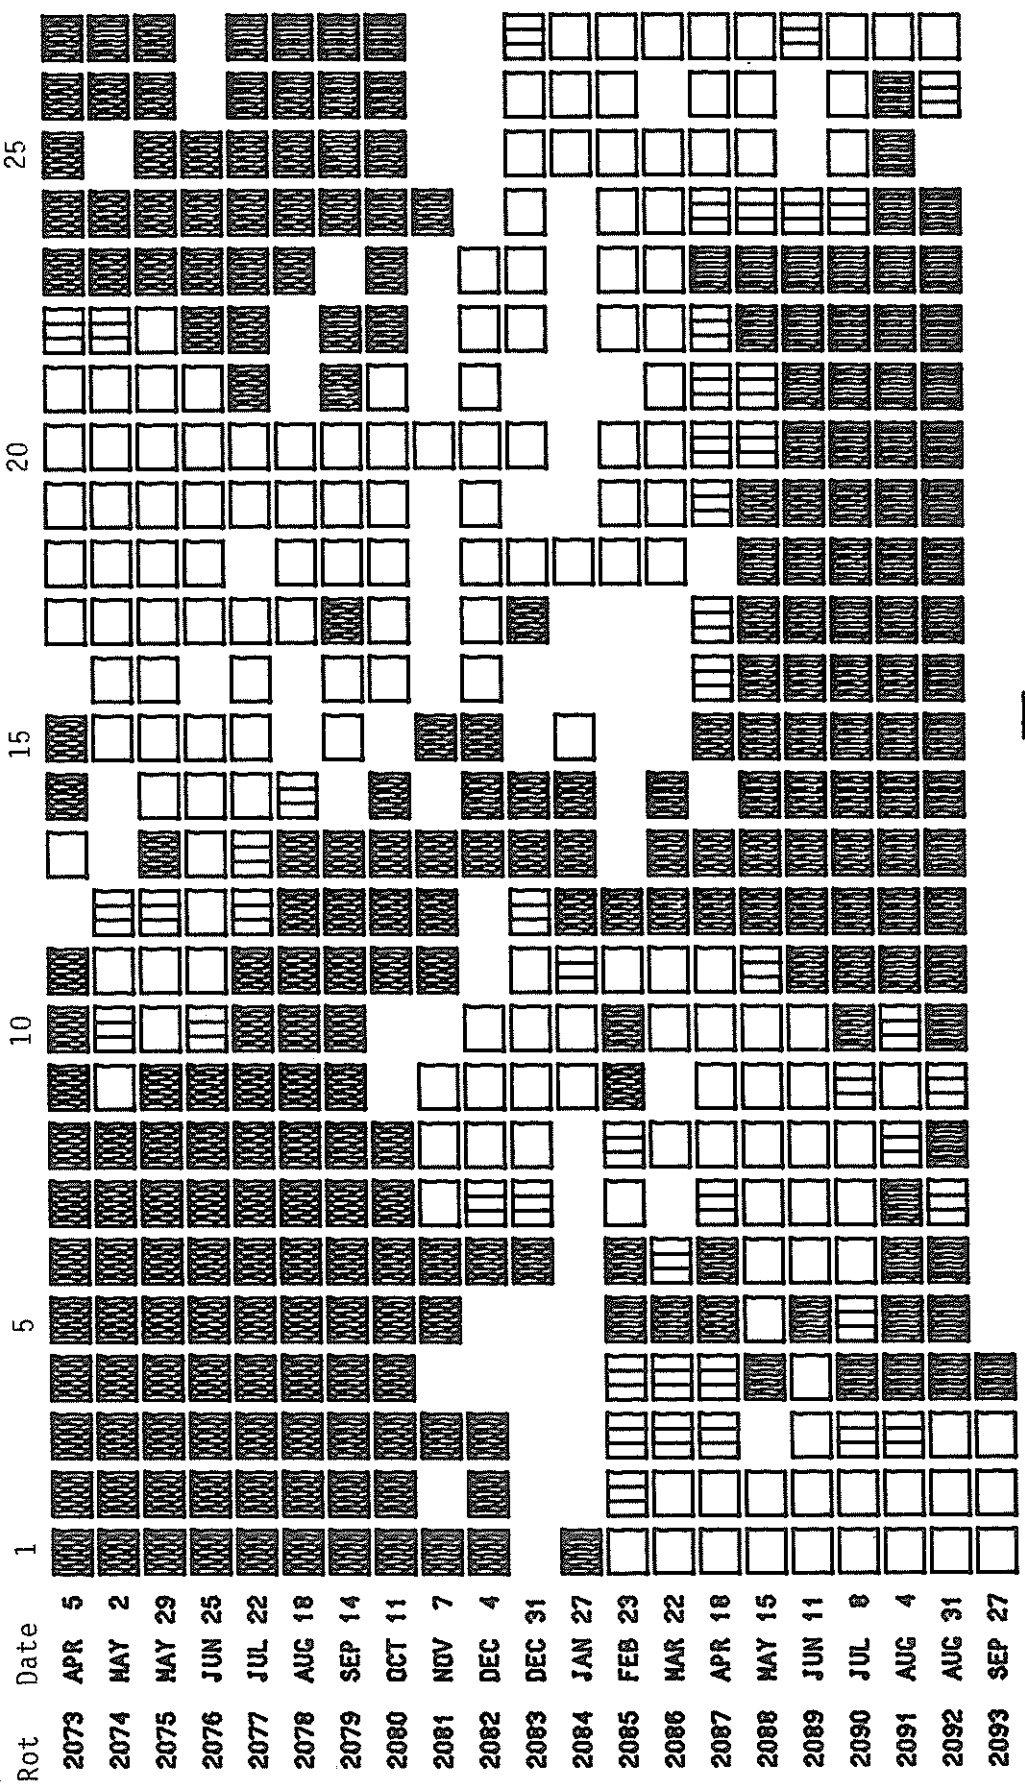 Rot Date 1 5 10 15 20 25
2073 APR 5
2074 MAY 2
2075 MAY 29
2076 JUN 25
2077 JUL 22
2078 AUG 18
2079 SEP 14
2080 OCT 11
2081 NOV 7
2082 DEC 4
2083 DEC 31
2084 JAN 27
2085 FEB 23
2086 MAR 22
2087 APR 18
2088 MAY 15
2089 JUN 11
2090 JUL 8
2091 AUG 4
2092 AUG 31
2093 SEP 27